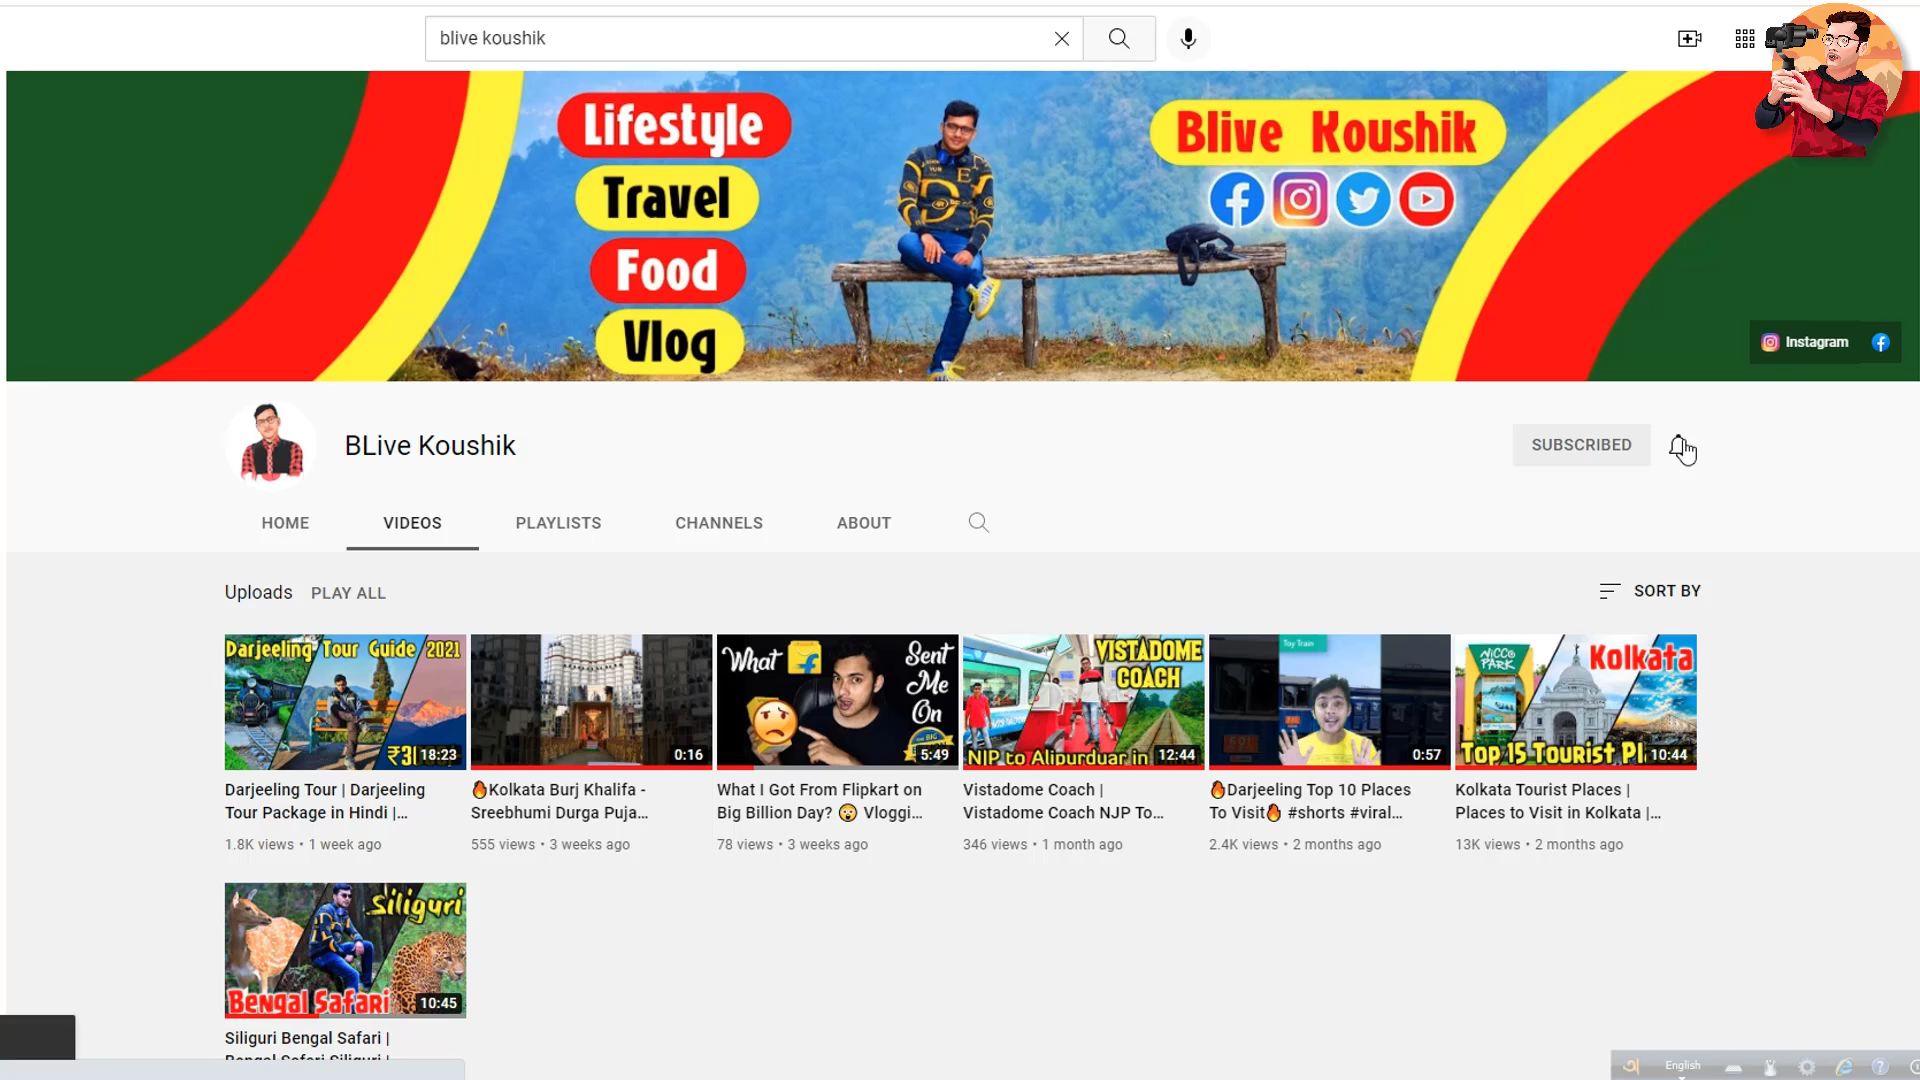 blive koushik
Lifestyle
Travel
Food
Vlog
Blive Koushik
Instagram
BLive Koushik
SUBSCRIBED
HOME
VIDEOS
PLAYLISTS
CHANNELS
ABOUT
Uploads
PLAY ALL
SORT BY
Darjeeling Tour Guide 2021
18:23
0:16
What
Sent
Me
On
5:49
VISTADOME
COACH
NJP to Alipurduar in
12:44
Toy Train
0:57
NICCO
PARK
Kolkata
TOP 15 TOURIST Pl
10:44
Darjeeling Tour | Darjeeling
Tour Package in Hindi |...
1.8K views • 1 week ago
🔥Kolkata Burj Khalifa -
Sreebhumi Durga Puja...
555 views • 3 weeks ago
What I Got From Flipkart on
Big Billion Day? 😲 Vloggi...
78 views • 3 weeks ago
Vistadome Coach |
Vistadome Coach NJP To...
346 views • 1 month ago
🔥Darjeeling Top 10 Places
To Visit🔥 #shorts #viral...
2.4K views • 2 months ago
Kolkata Tourist Places |
Places to Visit in Kolkata |...
13K views • 2 months ago
Siliguri
Bengal Safari
10:45
Siliguri Bengal Safari |
Bengal Safari Siliguri |
English